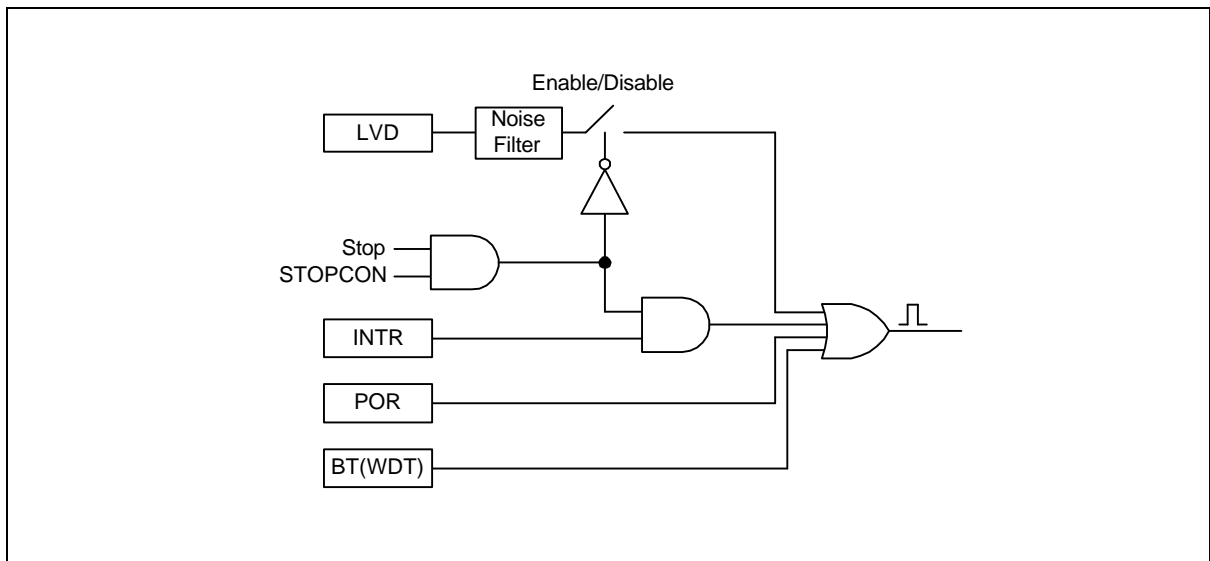 Enable/Disable
LVD
Noise
Filter
Stop
STOPCON
INTR
POR
BT(WDT)